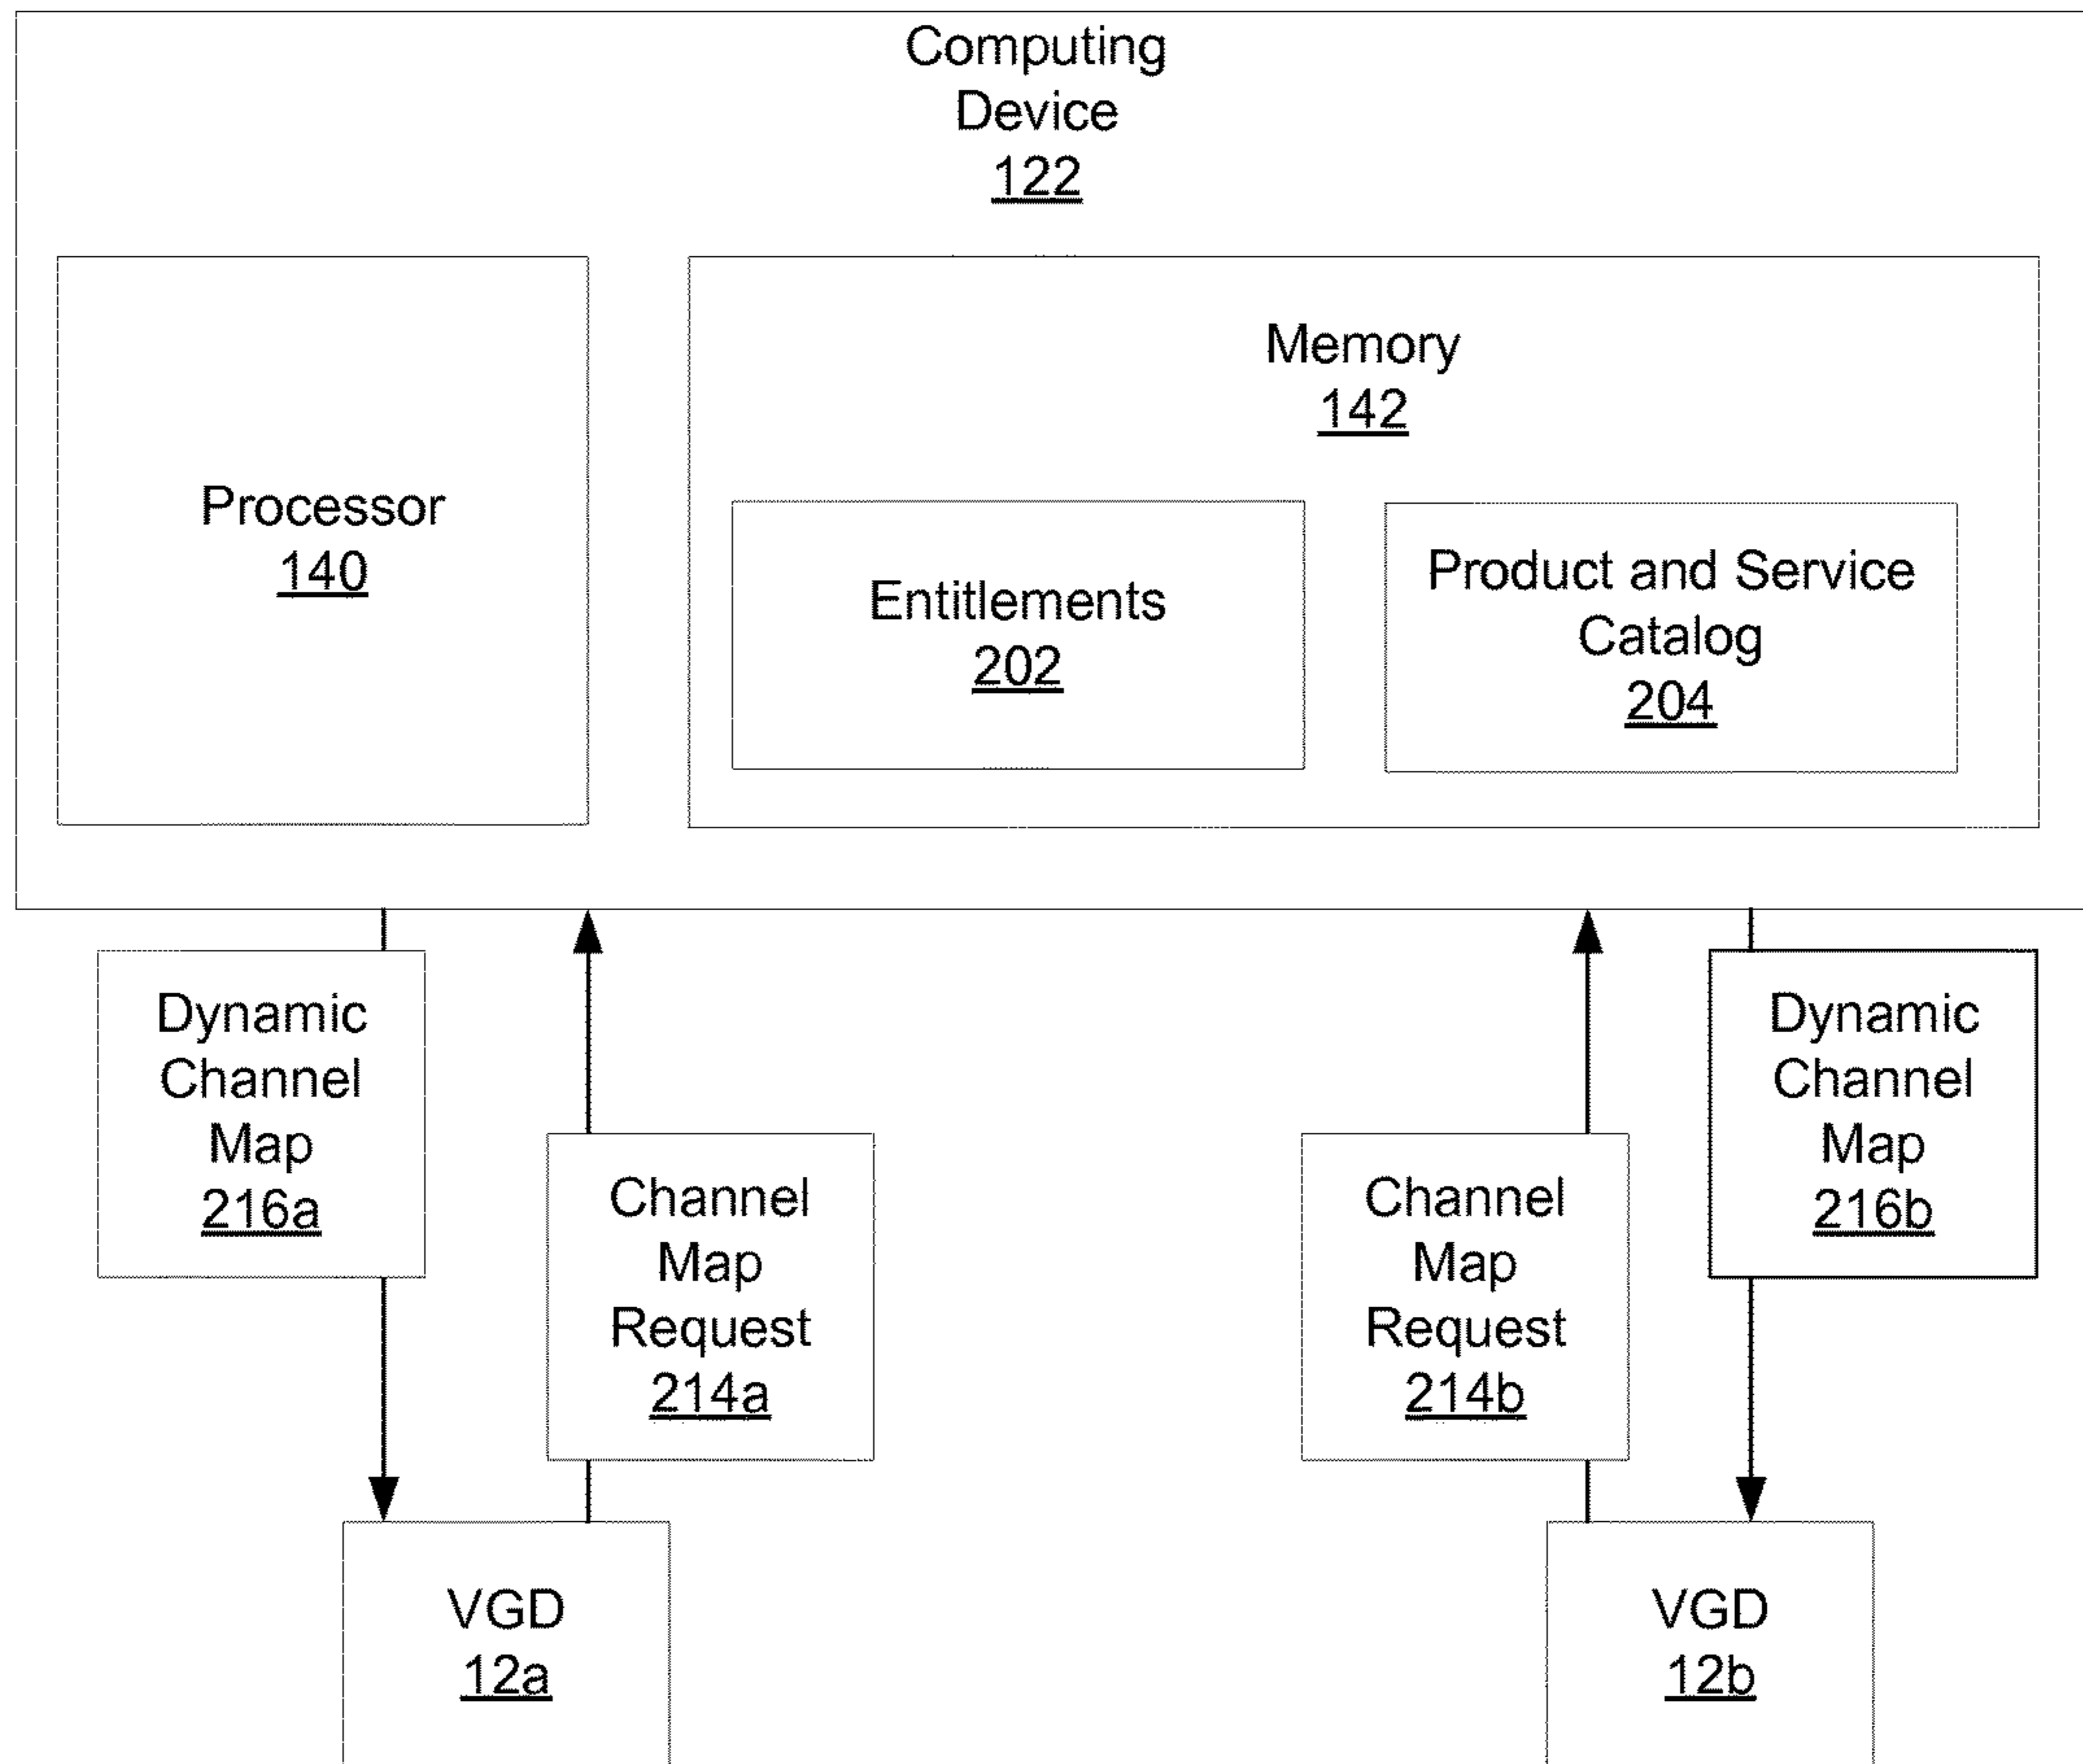 Computing
Device
122
Processor
140
Memory
142
Entitlements
202
Product and Service
Catalog
204
Dynamic
Channel
Map
216a
Channel
Map
Request
214a
Channel
Map
Request
214b
Dynamic
Channel
Map
216b
VGD
12a
VGD
12b